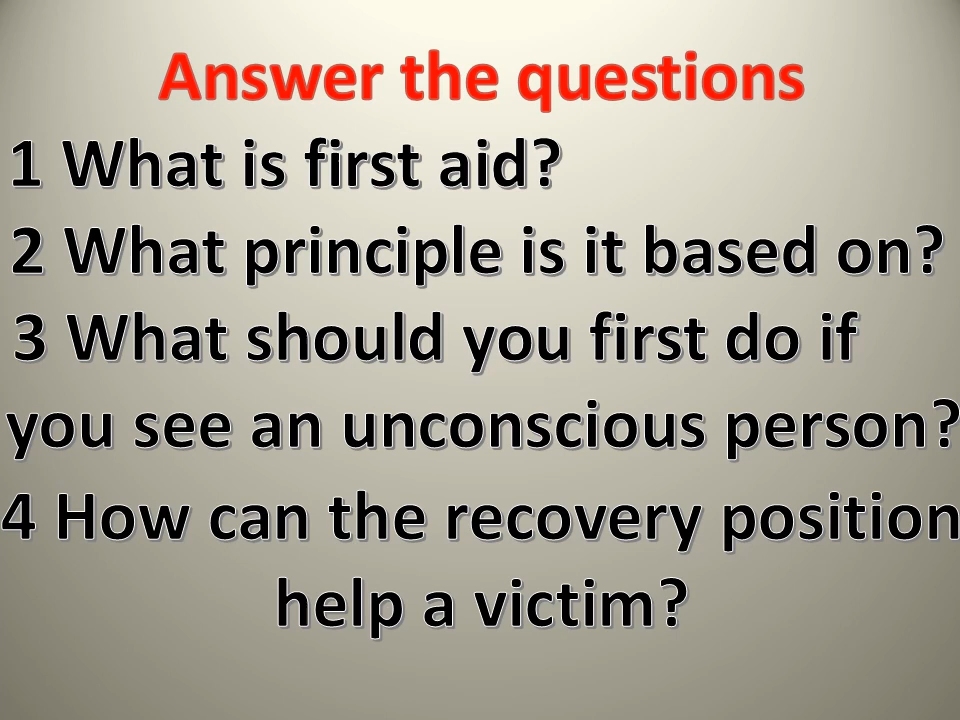 Answer the questions
1 What is first aid?
2 What principle is it based on?
3 What should you first do if
you see an unconscious person?
4 How can the recovery position
help a victim?